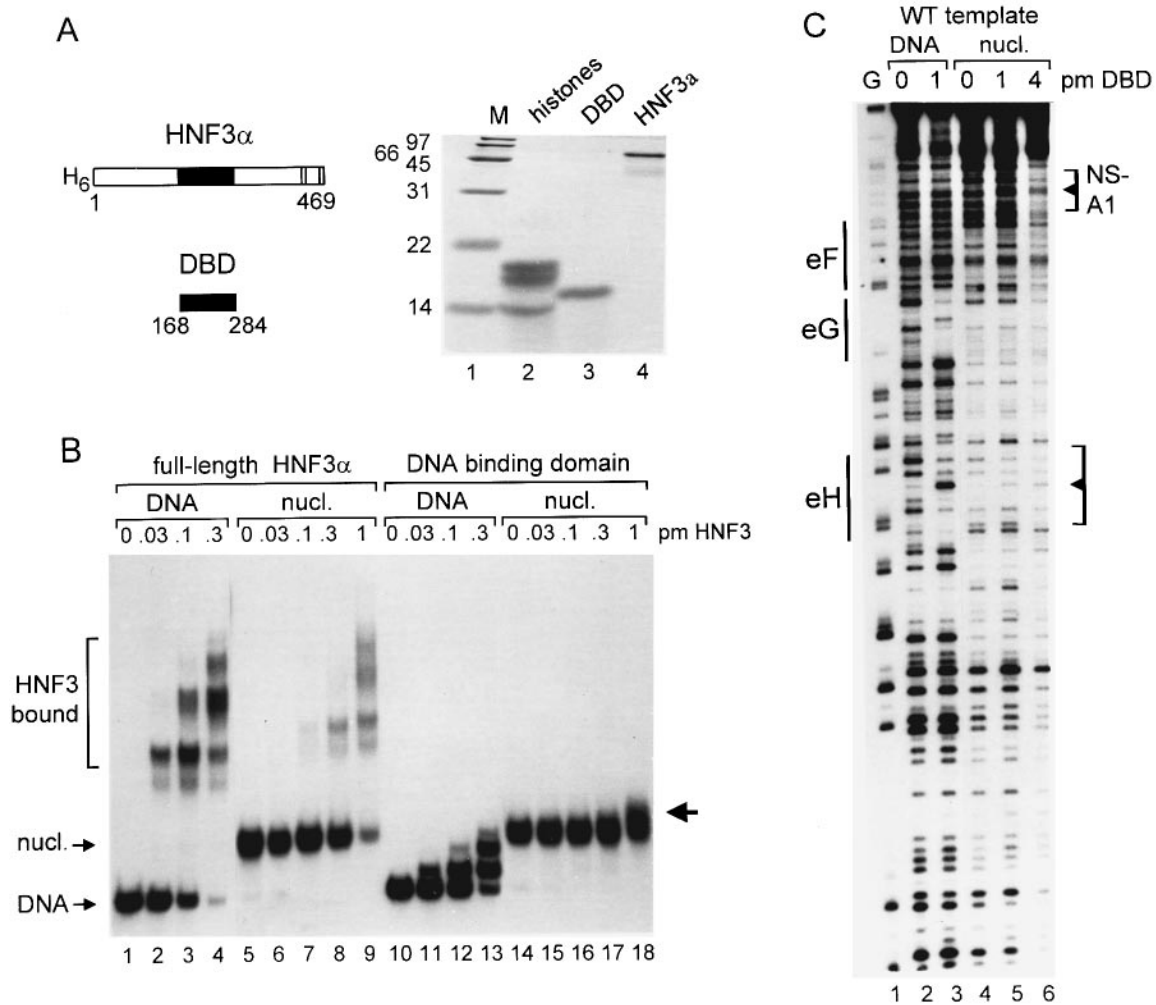 A
HNF3α
H6
1 469
DBD
168 284
M histones DBD HNF3a
97
66 45
31
22
14
1 2 3 4
B
full-length HNF3α DNA binding domain
DNA nucl. DNA nucl.
0 .03 .1 .3 0 .03 .1 .3 1 0 .03 .1 .3 0 .03 .1 .3 1 pm HNF3
HNF3
bound
nucl.
DNA
1 2 3 4 5 6 7 8 9 10 11 12 13 14 15 16 17 18
C
WT template
DNA nucl.
G 0 1 0 1 4 pm DBD
NS-
A1
eF
eG
eH
1 2 3 4 5 6